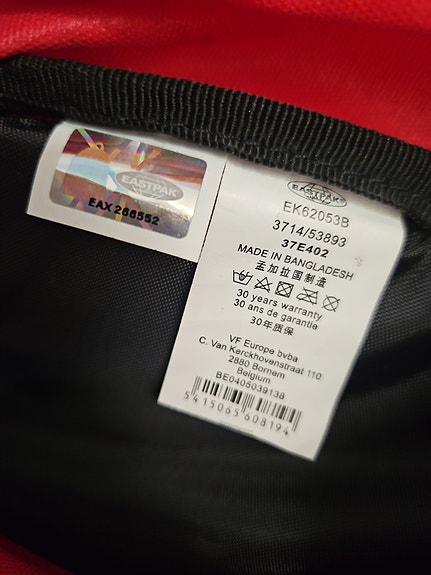 EASTPAK
EAX 266552
EASTPAK
EK62053B
3714/53893
37E402
MADE IN BANGLADESH
孟加拉国制造
30 years warranty
30 ans de garantie
30年质保
VF Europe bvba
C. Van Kerckhovenstraat 110
2880 Bornem
Belgium
BE0405039138
5415065608194